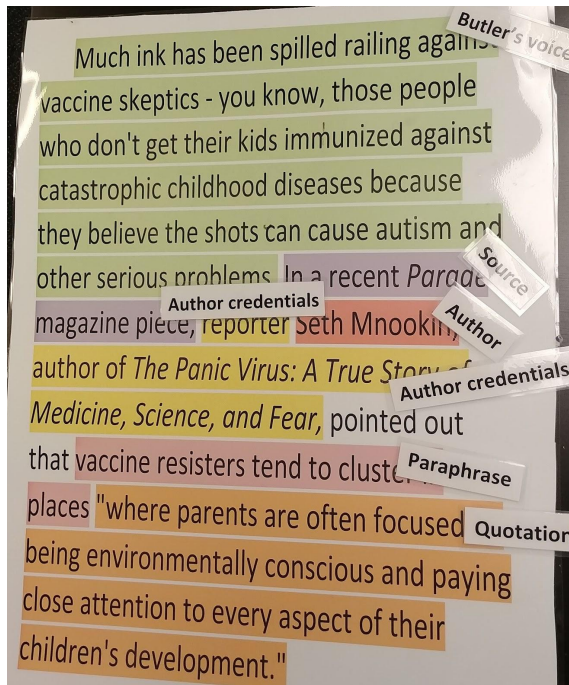 Butler's voice
Much ink has been spilled railing against
vaccine skeptics - you know, those people
who don't get their kids immunized against
catastrophic childhood diseases because
they believe the shots can cause autism and
other serious problems. In a recent Parade
Source
Author credentials
magazine piece, reporter Seth Mnookin,
Author
author of The Panic Virus: A True Story of
Author credentials
Medicine, Science, and Fear, pointed out
that vaccine resisters tend to cluster
Paraphrase
places "where parents are often focused
Quotation
being environmentally conscious and paying
close attention to every aspect of their
children's development."